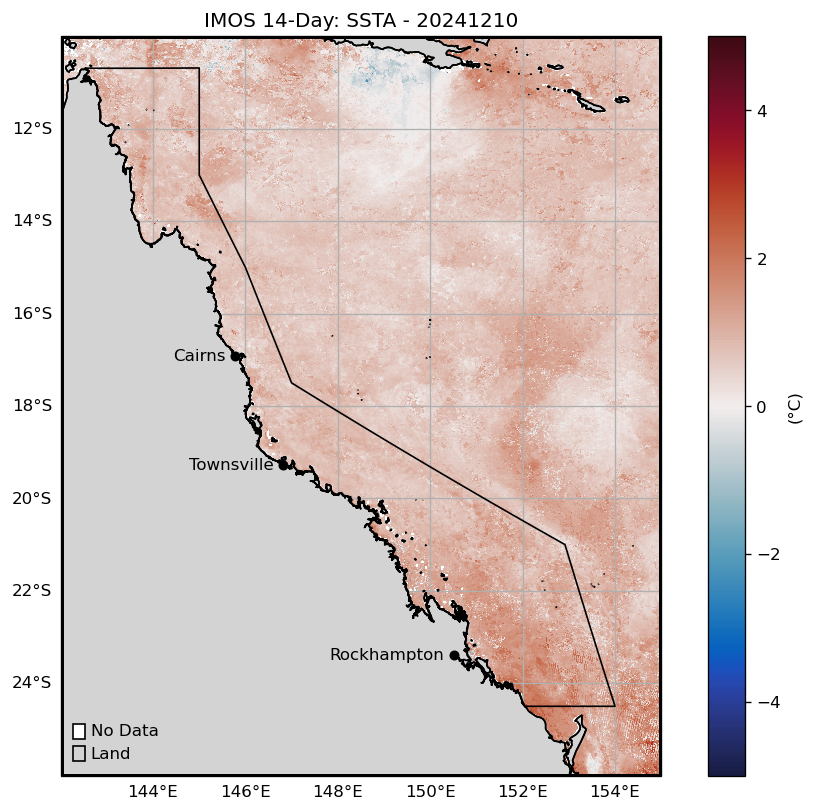 IMOS 14-Day: SSTA - 20241210
12°S
14°S
16°S
18°S
20°S
22°S
24°S
Cairns
Townsville
Rockhampton
No Data
Land
144°E 146°E 148°E 150°E 152°E 154°E
4
2
0
−2
−4
(°C)